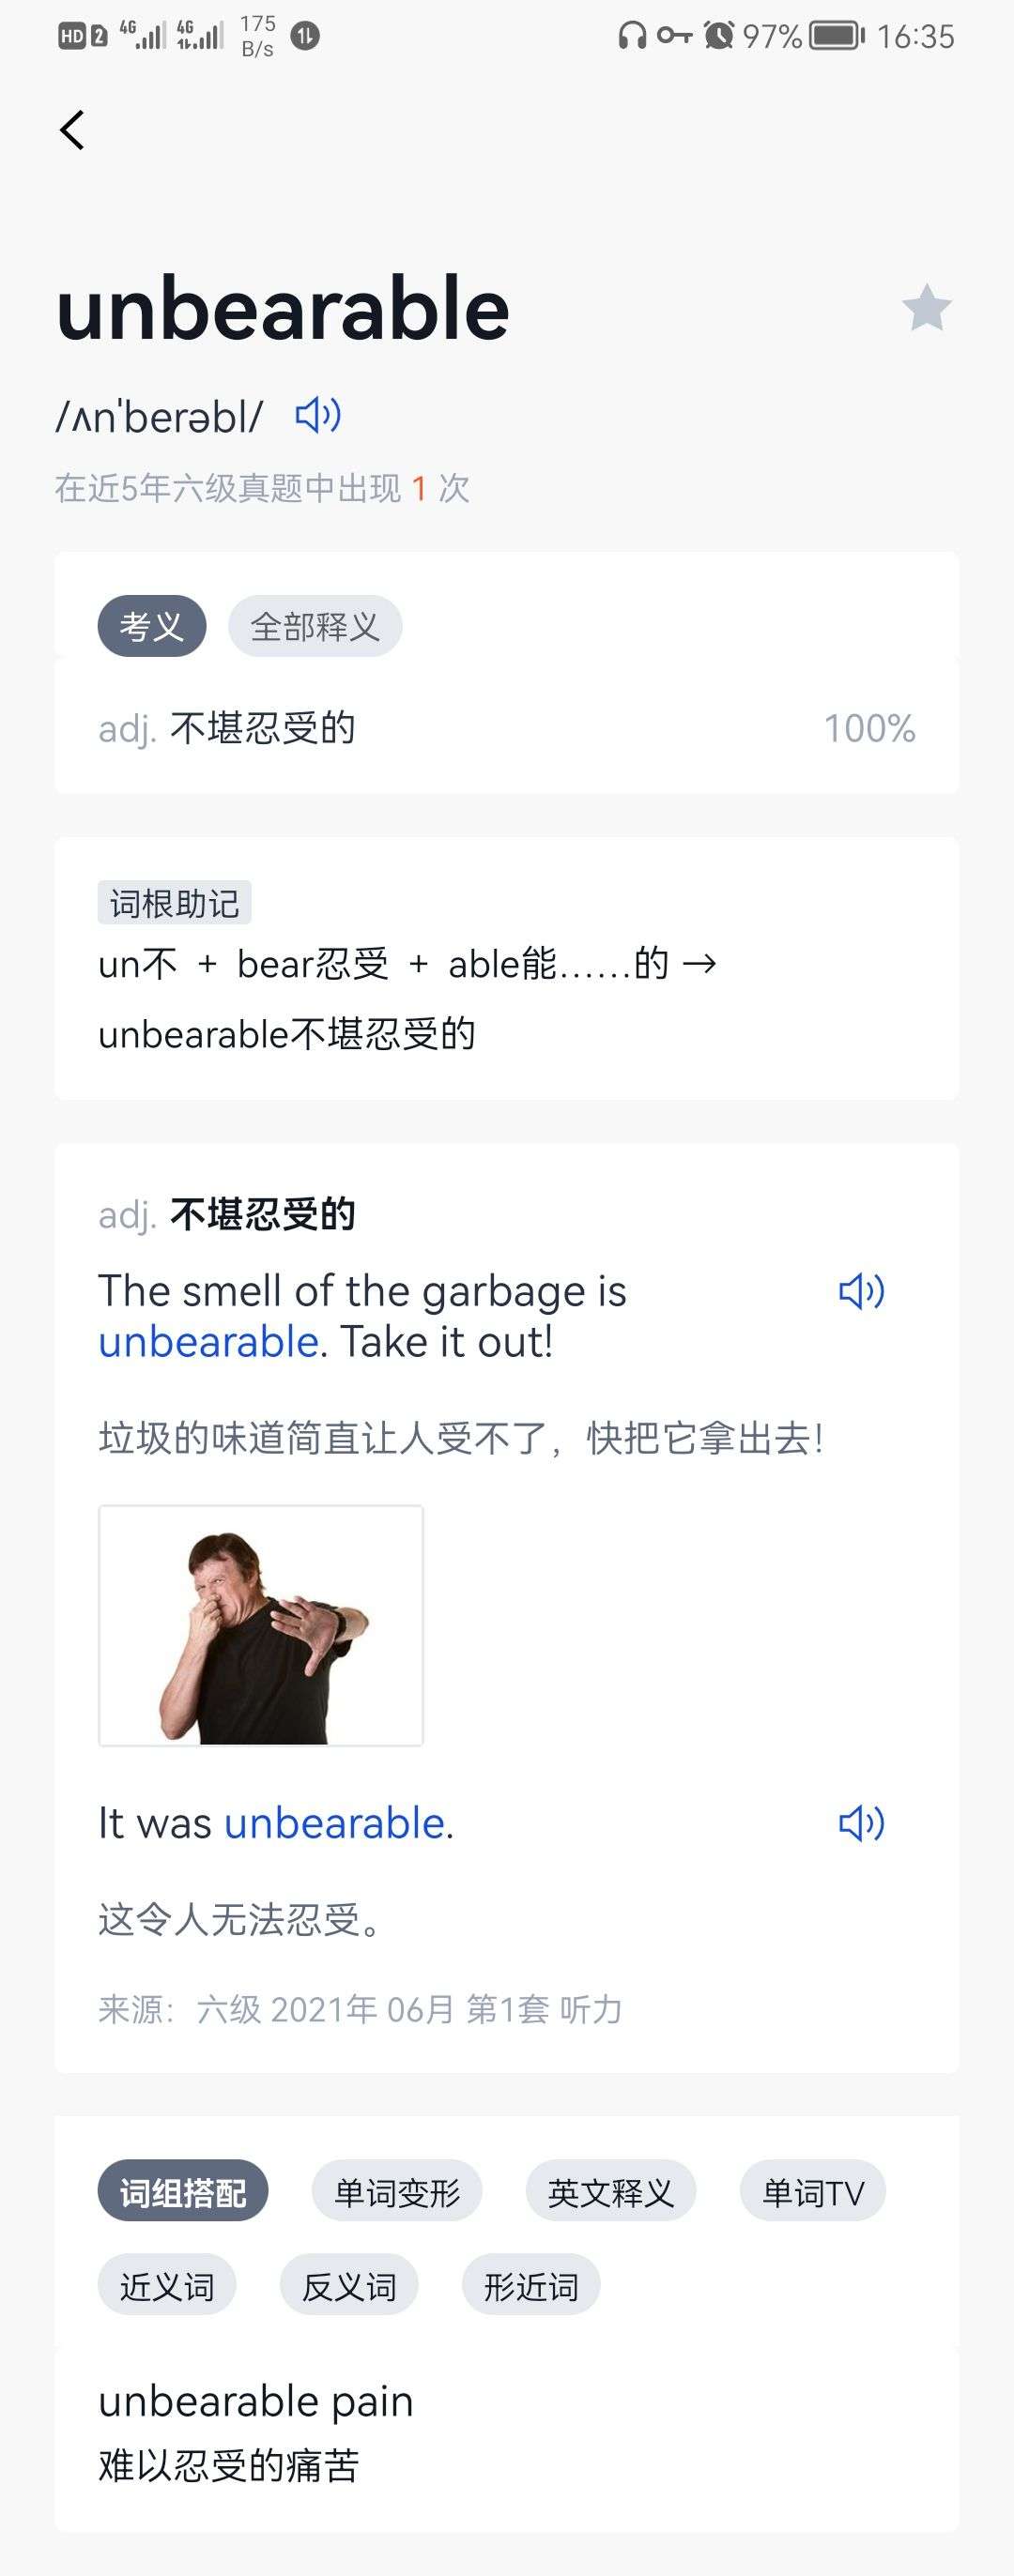 HD 2 4G 4G 175 B/s 97% 16:35
unbearable
/ʌnˈberəbl/
在近5年六级真题中出现 1 次
考义 全部释义
adj. 不堪忍受的 100%
词根助记
un不 + bear忍受 + able能……的 →
unbearable不堪忍受的
adj. 不堪忍受的
The smell of the garbage is
unbearable. Take it out!
垃圾的味道简直让人受不了，快把它拿出去！
It was unbearable.
这令人无法忍受。
来源：六级 2021年 06月 第1套 听力
词组搭配 单词变形 英文释义 单词TV
近义词 反义词 形近词
unbearable pain
难以忍受的痛苦